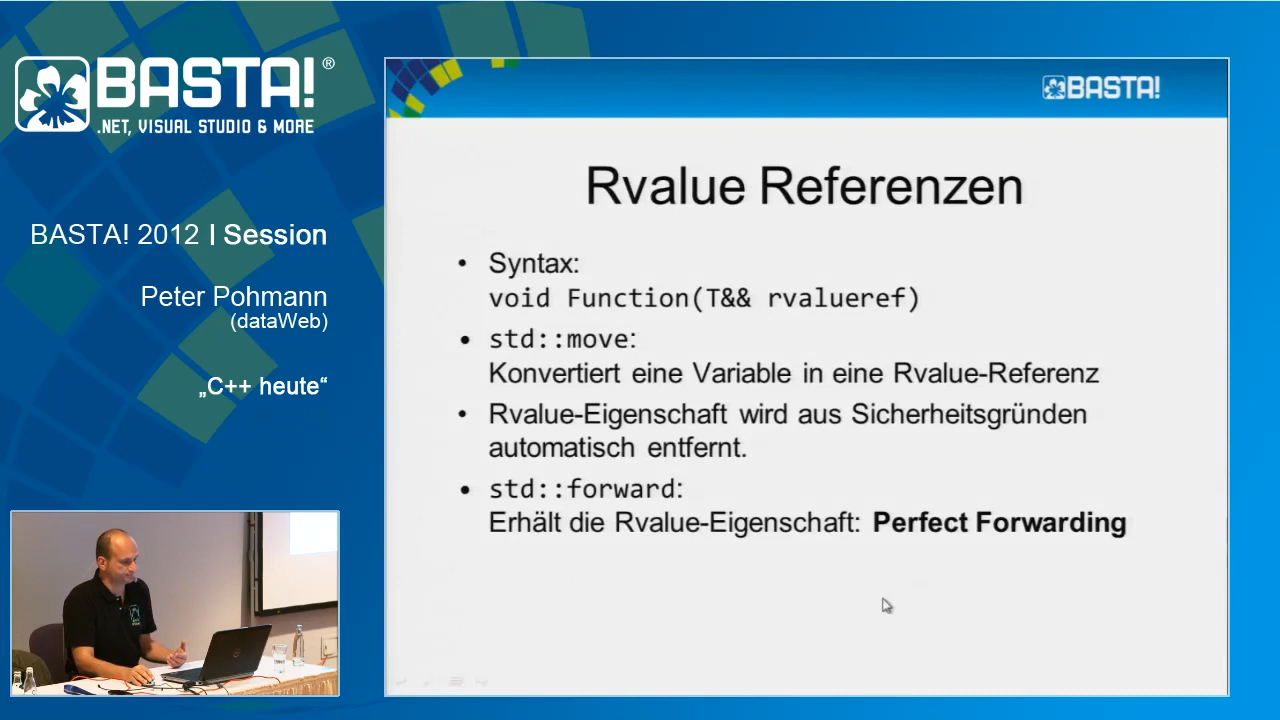 BASTA!®
.NET, VISUAL STUDIO & MORE
BASTA! 2012 | Session
Peter Pohmann
(dataWeb)
„C++ heute“
BASTA!
Rvalue Referenzen
• Syntax:
void Function(T&& rvalueref)
• std::move:
Konvertiert eine Variable in eine Rvalue-Referenz
• Rvalue-Eigenschaft wird aus Sicherheitsgründen
automatisch entfernt.
• std::forward:
Erhält die Rvalue-Eigenschaft: Perfect Forwarding